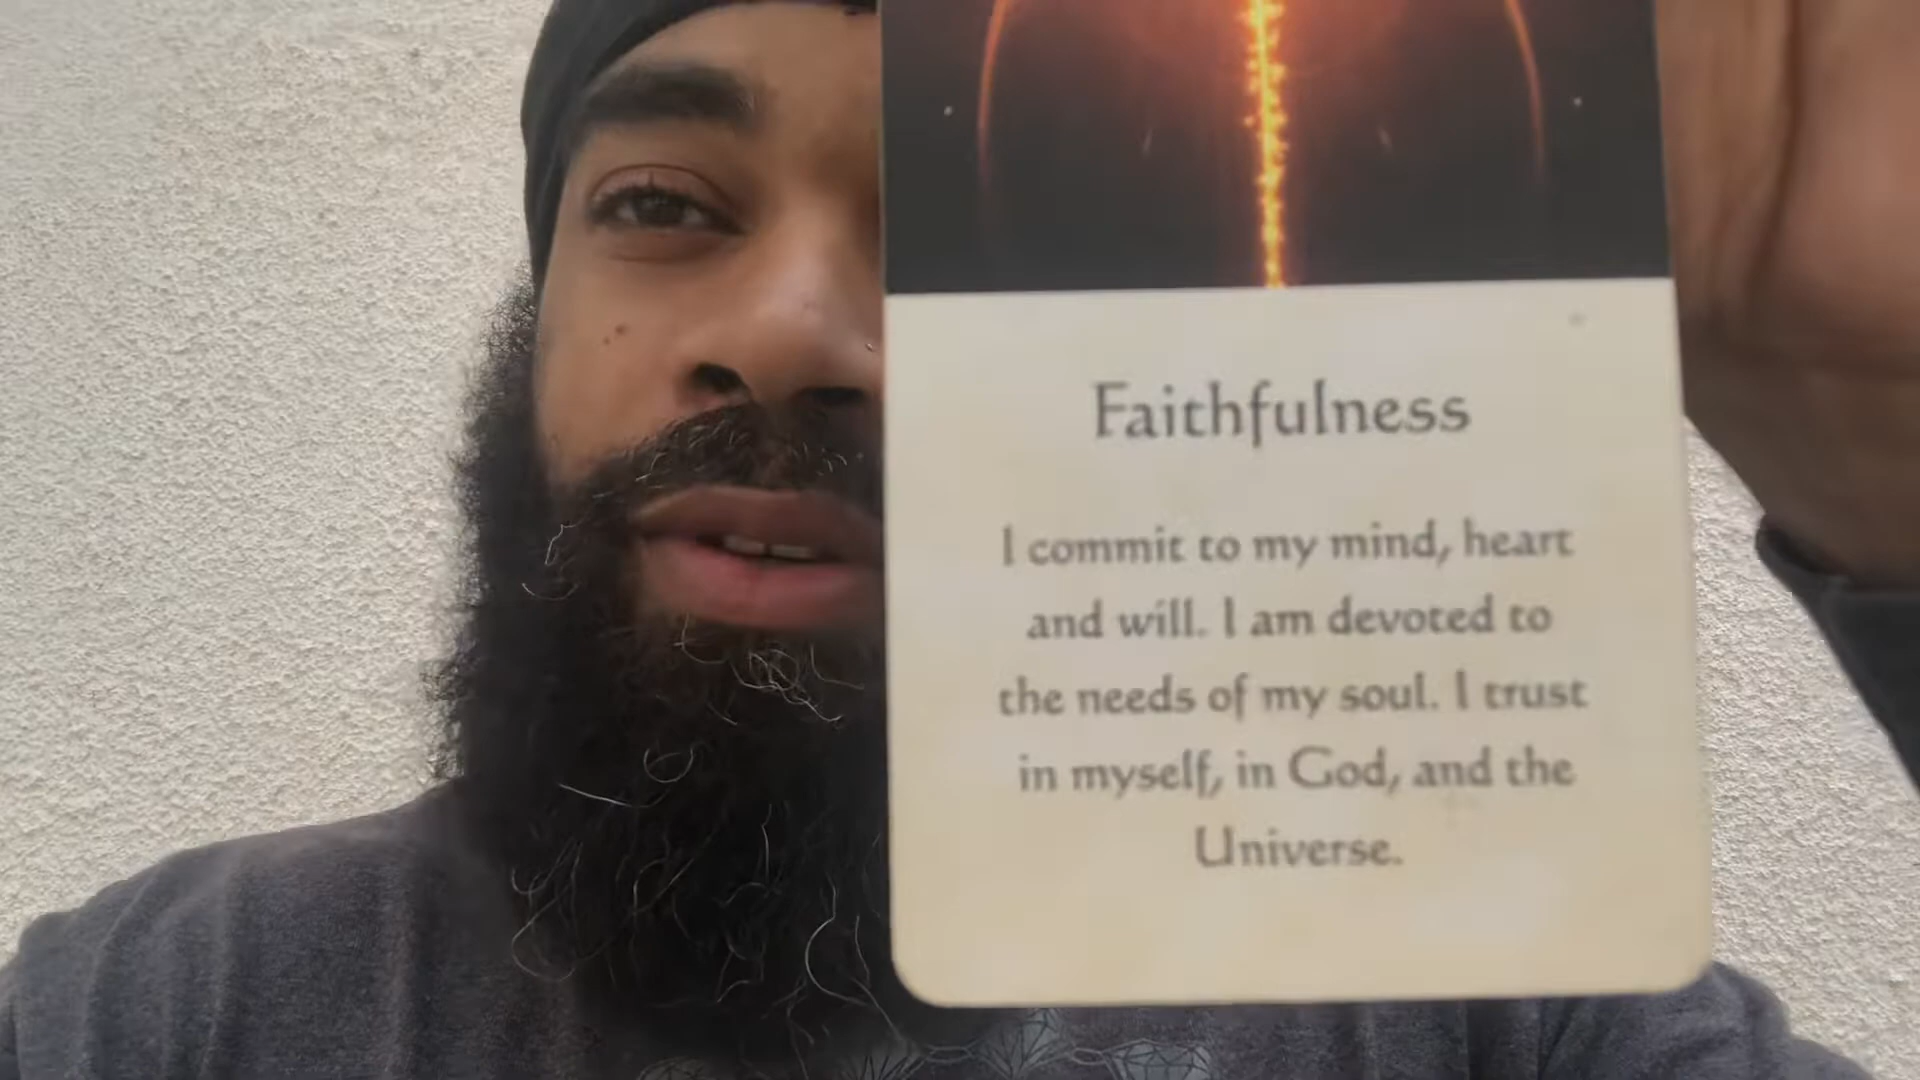 Faithfulness
I commit to my mind, heart
and will. I am devoted to
the needs of my soul. I trust
in myself, in God, and the
Universe.